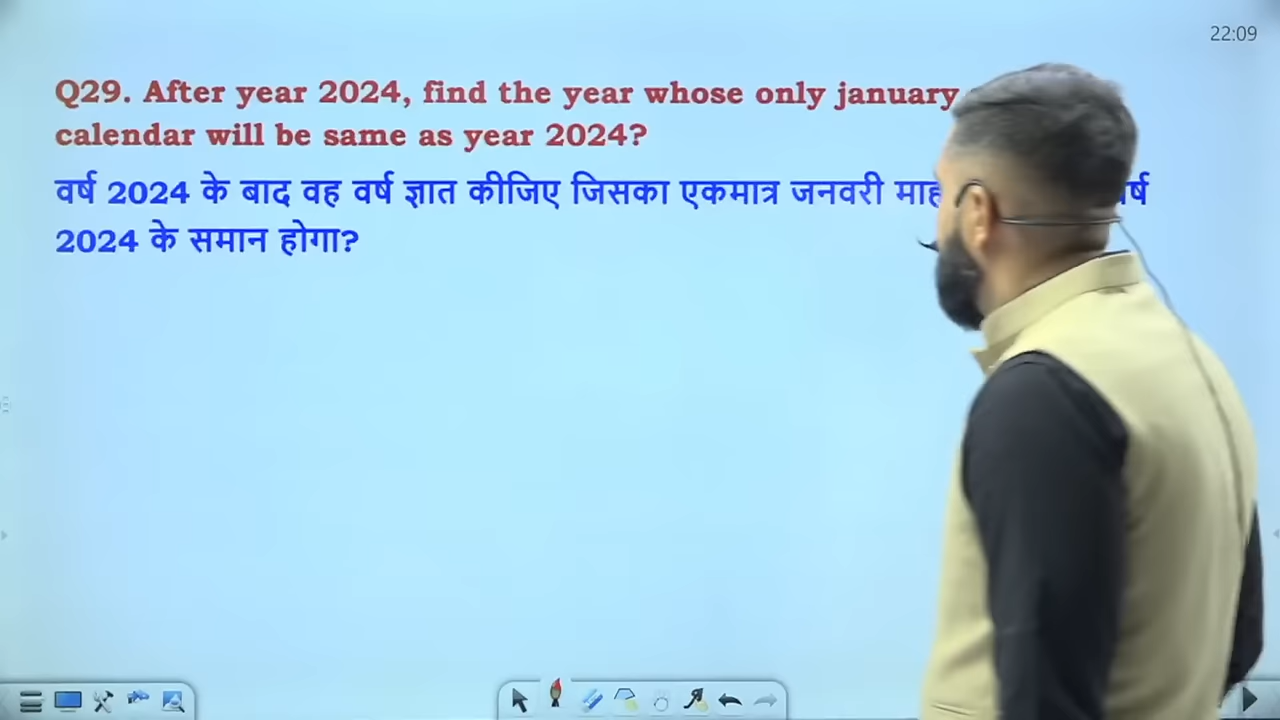 22:09
Q29. After year 2024, find the year whose only january
calendar will be same as year 2024?
वर्ष 2024 के बाद वह वर्ष ज्ञात कीजिए जिसका एकमात्र जनवरी
2024 के समान होगा?